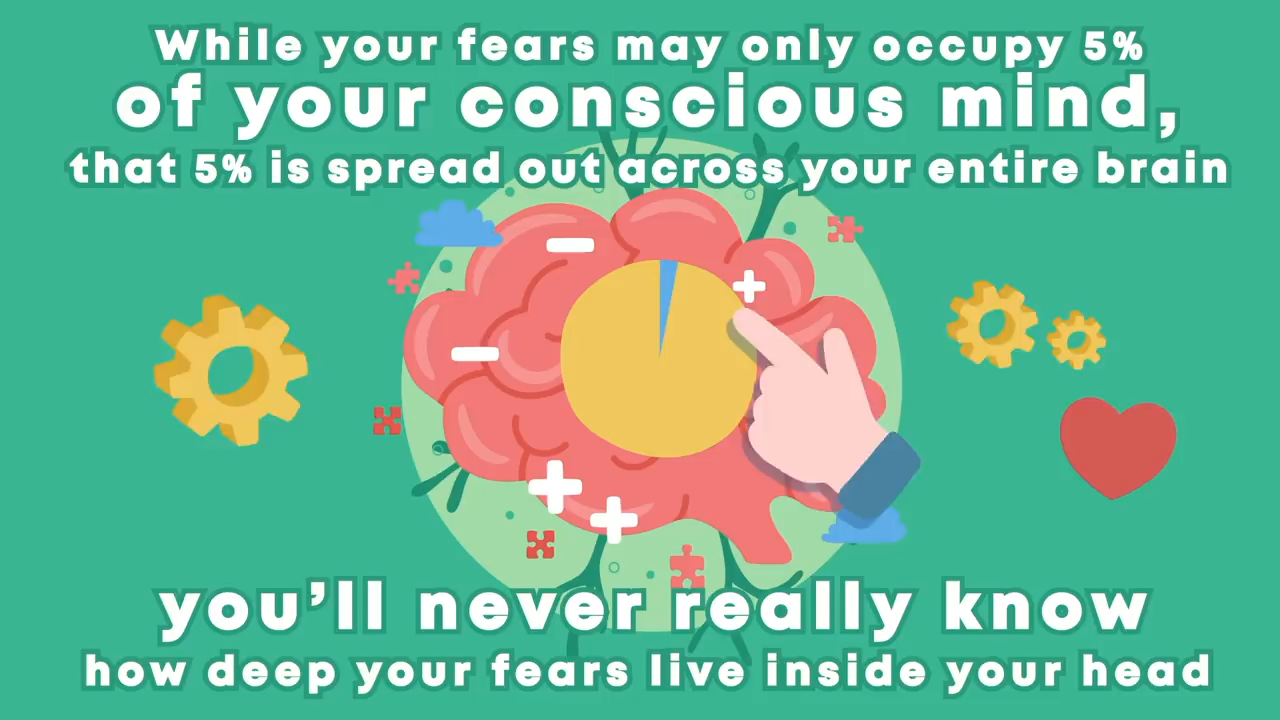 While your fears may only occupy 5%
of your conscious mind,
that 5% is spread out across your entire brain
you'll never really know
how deep your fears live inside your head